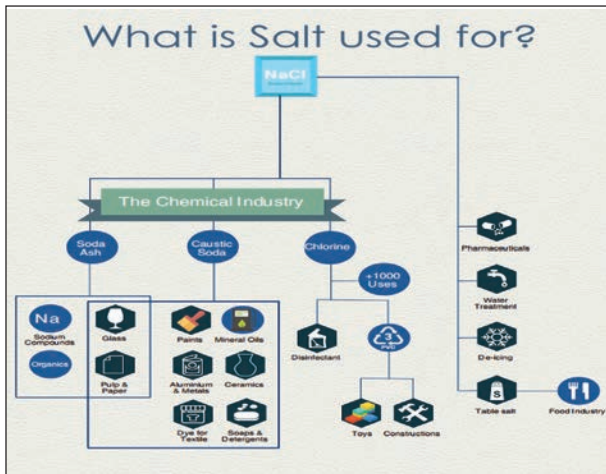 What is Salt used for?
NaCl
The Chemical Industry
Soda
Ash
Caustic
Soda
Chlorine
+1000
Uses
Pharmaceuticals
Water
Treatment
De-icing
Table salt
S
Food Industry
Na
Sodium
Compounds
Organics
Glass
Pulp &
Paper
Paints
Mineral Oils
Aluminium
& Metals
Ceramics
Dye for
Textile
Soaps &
Detergents
Disinfectant
3
PVC
Toys
Constructions